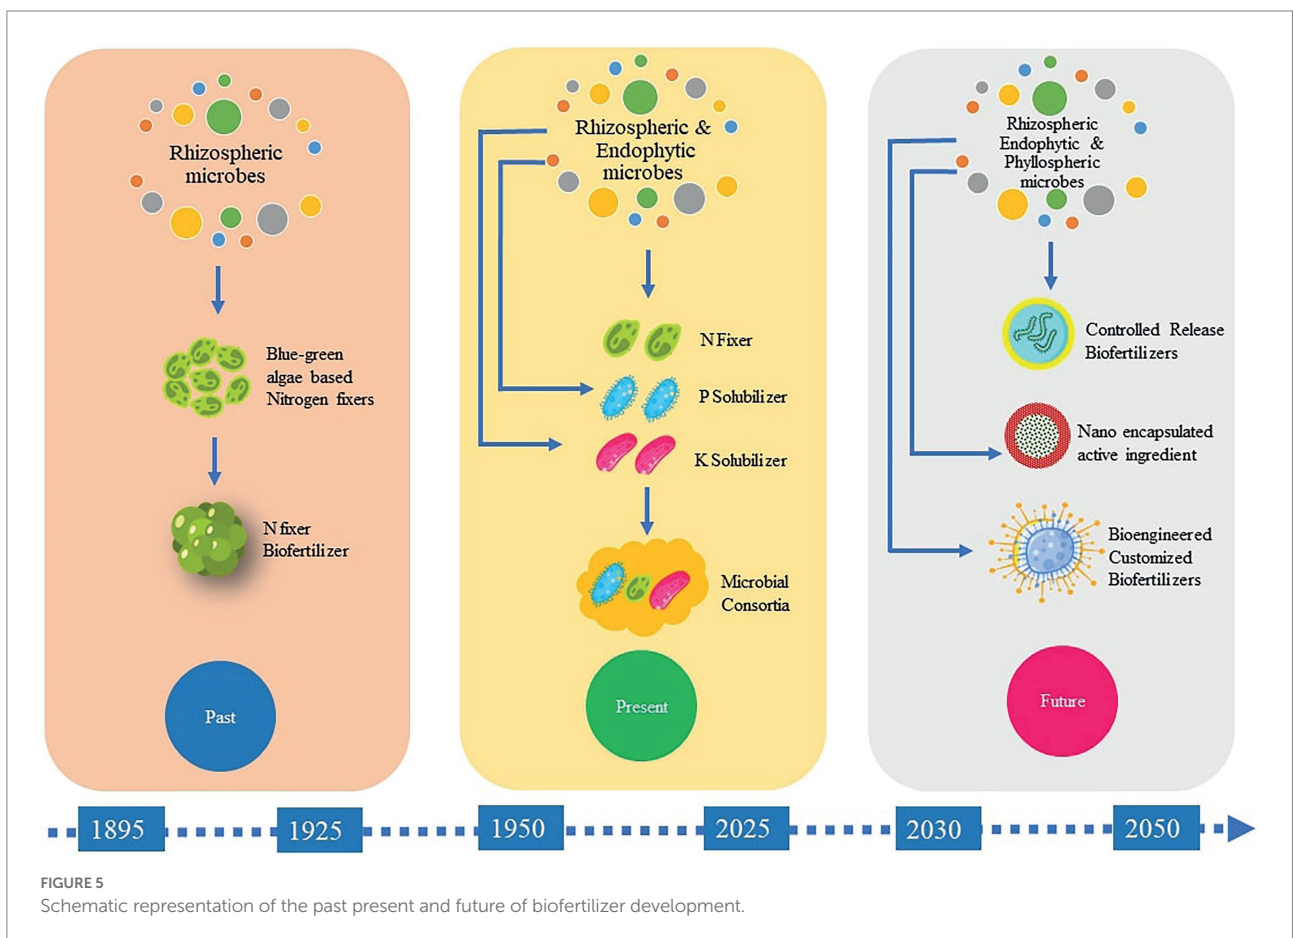 Rhizospheric
microbes
Blue-green
algae based
Nitrogen fixers
N fixer
Biofertilizer
Past
Rhizospheric &
Endophytic
microbes
N Fixer
P Solubilizer
K Solubilizer
Microbial
Consortia
Present
Rhizospheric
Endophytic &
Phyllospheric
microbes
Controlled Release
Biofertilizers
Nano encapsulated
active ingredient
Bioengineered
Customized
Biofertilizers
Future
1895
1925
1950
2025
2030
2050
FIGURE 5
Schematic representation of the past present and future of biofertilizer development.